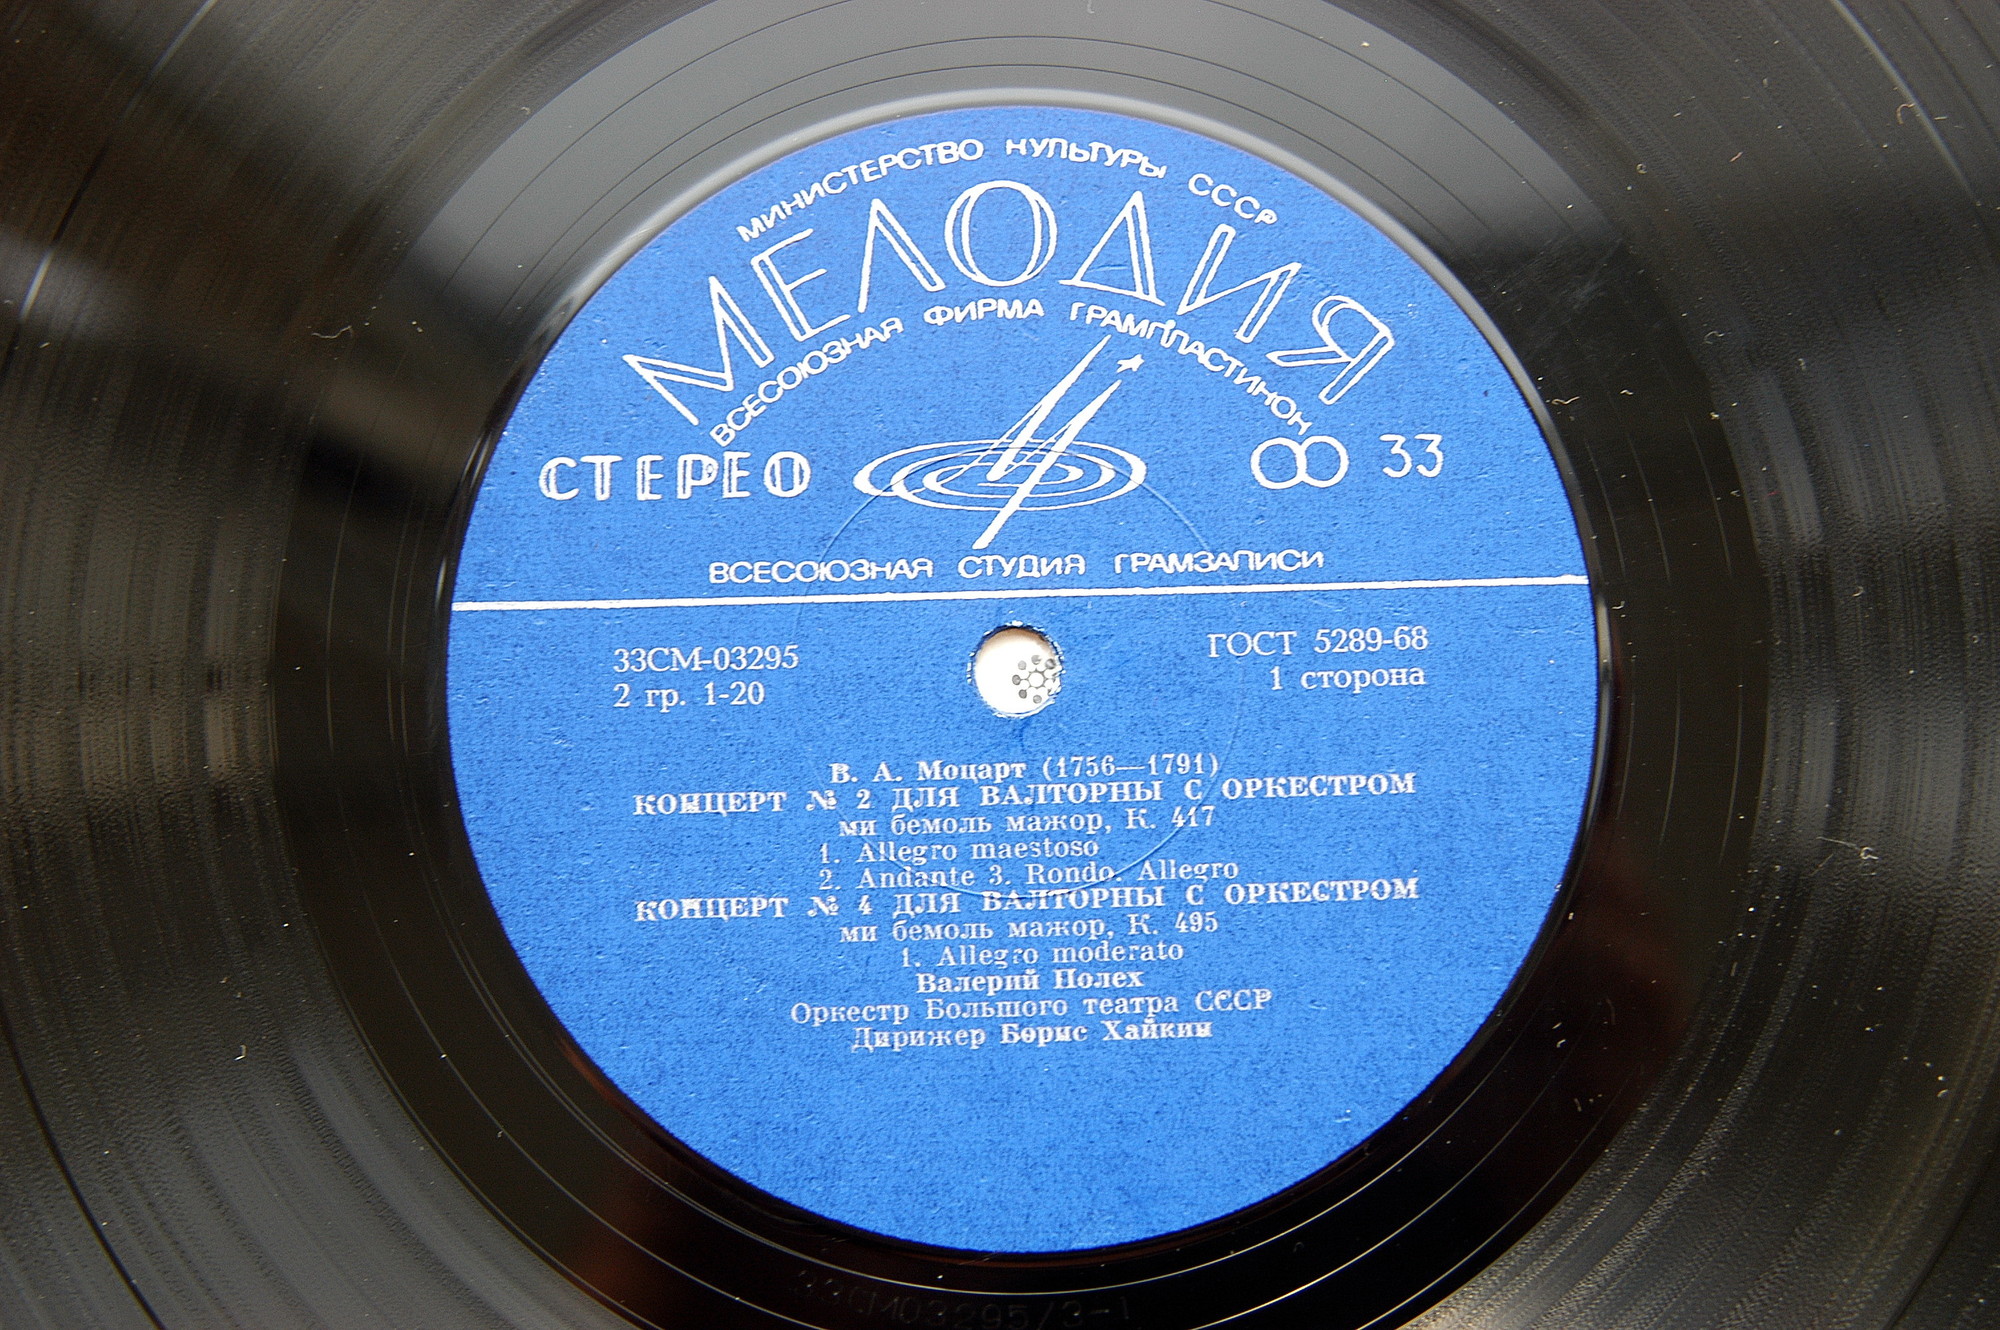 МИНИСТЕРСТВО КУЛЬТУРЫ СССР
МЕЛОДИЯ
ВСЕСОЮЗНАЯ ФИРМА ГРАМПЛАСТИНОК
СТЕРЕО
33
ВСЕСОЮЗНАЯ СТУДИЯ ГРАМЗАПИСИ
33СМ-03295
ГОСТ 5289-68
2 гр. 1-20
1 сторона
В. А. Моцарт (1756—1791)
КОНЦЕРТ № 2 ДЛЯ ВАЛТОРНЫ С ОРКЕСТРОМ
ми бемоль мажор, К. 417
1. Allegro maestoso
2. Andante 3. Rondo. Allegro
КОНЦЕРТ № 4 ДЛЯ ВАЛТОРНЫ С ОРКЕСТРОМ
ми бемоль мажор, К. 495
1. Allegro moderato
Валерий Полех
Оркестр Большого театра СССР
Дирижер Борис Хайкин
33СМ03295/3-1